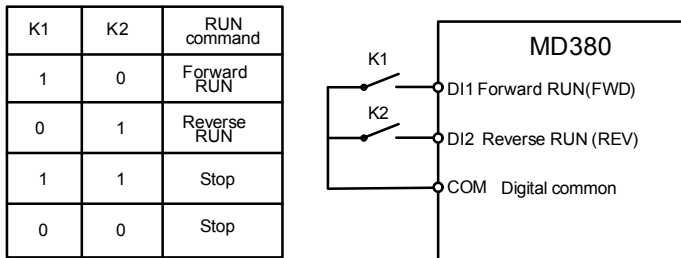 K1 K2 RUN
command
1 0 Forward
RUN
0 1 Reverse
RUN
1 1 Stop
0 0 Stop
MD380
K1
DI1 Forward RUN(FWD)
K2
DI2 Reverse RUN (REV)
COM Digital common